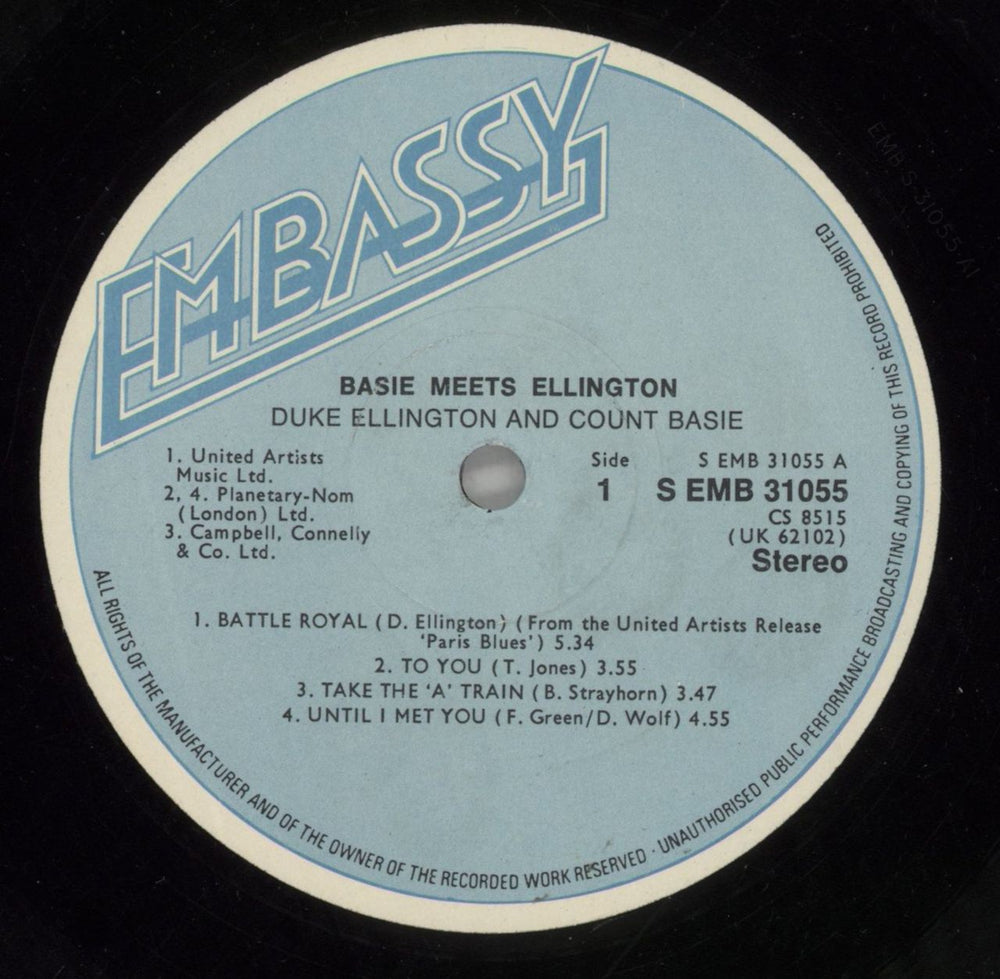 EMBASSY
BASIE MEETS ELLINGTON
DUKE ELLINGTON AND COUNT BASIE
1. United Artists
Music Ltd.
2, 4. Planetary-Nom
(London) Ltd.
3. Campbell, Connelly
& Co. Ltd.
Side
1
S EMB 31055 A
S EMB 31055
CS 8515
(UK 62102)
Stereo
1. BATTLE ROYAL (D. Ellington) (From the United Artists Release
‘Paris Blues’) 5.34
2. TO YOU (T. Jones) 3.55
3. TAKE THE ‘A’ TRAIN (B. Strayhorn) 3.47
4. UNTIL I MET YOU (F. Green/D. Wolf) 4.55
ALL RIGHTS OF THE MANUFACTURER AND OF THE OWNER OF THE RECORDED WORK RESERVED · UNAUTHORISED PUBLIC PERFORMANCE BROADCASTING AND COPYING OF THIS RECORD PROHIBITED
EMB S 31055 A1